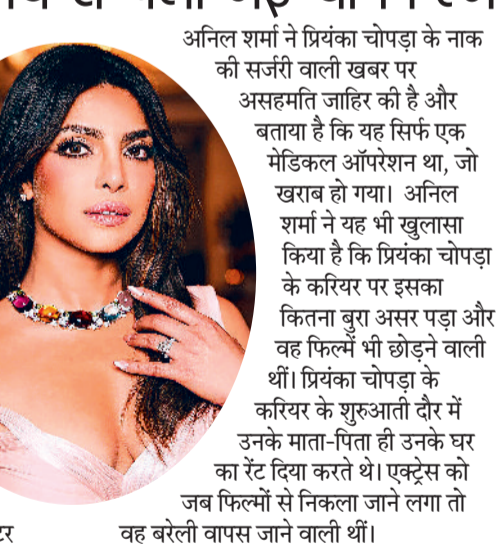 अनिल शर्मा ने प्रियंका चोपड़ा के नाक
की सर्जरी वाली खबर पर
असहमति जाहिर की है और
बताया है कि यह सिर्फ एक
मेडिकल ऑपरेशन था, जो
खराब हो गया। अनिल
शर्मा ने यह भी खुलासा
किया है कि प्रियंका चोपड़ा
के करियर पर इसका
कितना बुरा असर पड़ा और
वह फिल्में भी छोड़ने वाली
थीं। प्रियंका चोपड़ा के
करियर के शुरुआती दौर में
उनके माता-पिता ही उनके घर
का रेंट दिया करते थे। एक्ट्रेस को
जब फिल्मों से निकला जाने लगा तो
वह बरेली वापस जाने वाली थीं।